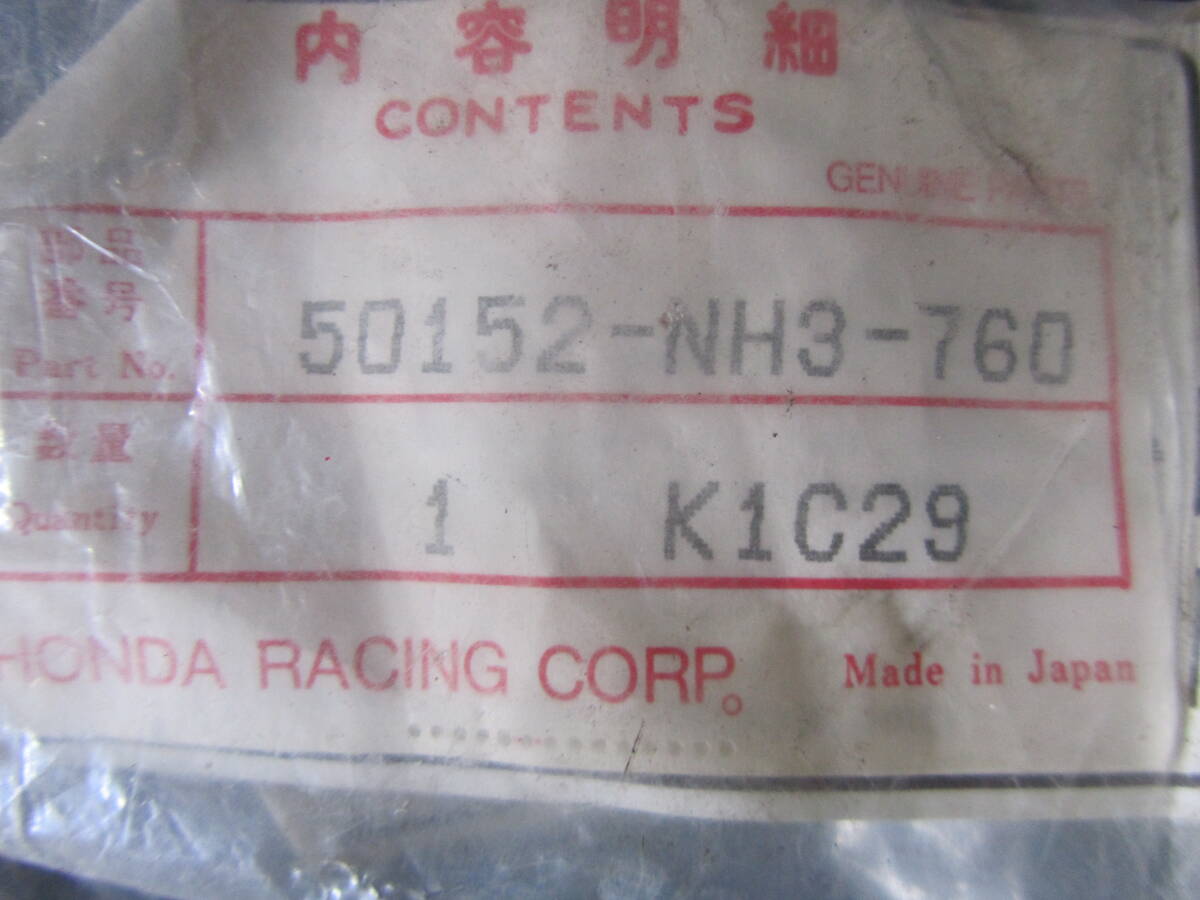 内容明細
CONTENTS
GENUINE PARTS
部品
番号
Part No.
50152-NH3-760
数量
Quantity
1 K1C29
HONDA RACING CORP.
Made in Japan